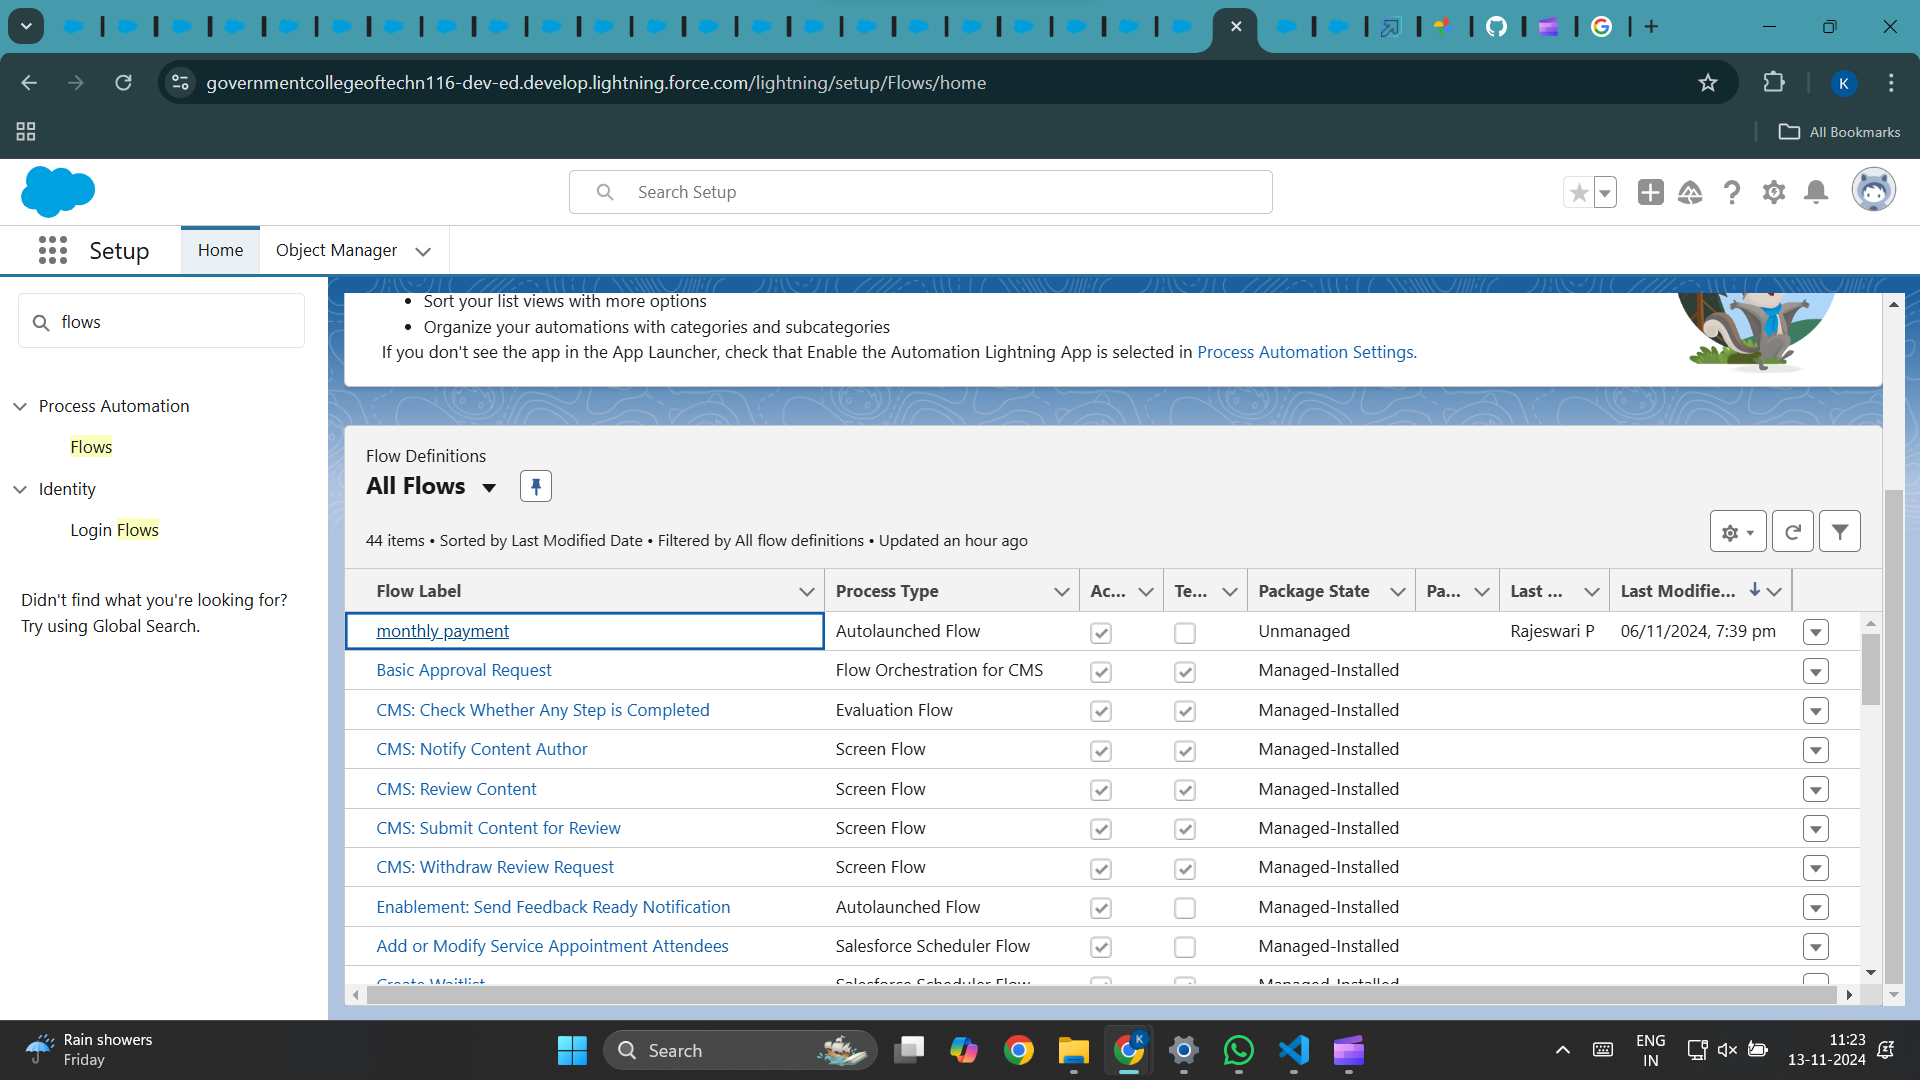 governmentcollegeoftechn116-dev-ed.develop.lightning.force.com/lightning/setup/Flows/home
K
All Bookmarks
Search Setup
Setup
Home
Object Manager
flows
Process Automation
Flows
Identity
Login Flows
Didn't find what you're looking for?
Try using Global Search.
• Sort your list views with more options
• Organize your automations with categories and subcategories
If you don't see the app in the App Launcher, check that Enable the Automation Lightning App is selected in Process Automation Settings.
Flow Definitions
All Flows
44 items • Sorted by Last Modified Date • Filtered by All flow definitions • Updated an hour ago
Flow Label Process Type Ac... Te... Package State Pa... Last ... Last Modifie...
monthly payment Autolaunched Flow Unmanaged Rajeswari P 06/11/2024, 7:39 pm
Basic Approval Request Flow Orchestration for CMS Managed-Installed
CMS: Check Whether Any Step is Completed Evaluation Flow Managed-Installed
CMS: Notify Content Author Screen Flow Managed-Installed
CMS: Review Content Screen Flow Managed-Installed
CMS: Submit Content for Review Screen Flow Managed-Installed
CMS: Withdraw Review Request Screen Flow Managed-Installed
Enablement: Send Feedback Ready Notification Autolaunched Flow Managed-Installed
Add or Modify Service Appointment Attendees Salesforce Scheduler Flow Managed-Installed
Create Waitlist Salesforce Scheduler Flow Managed-Installed
Rain showers
Friday
Search
K
ENG
IN
11:23
13-11-2024